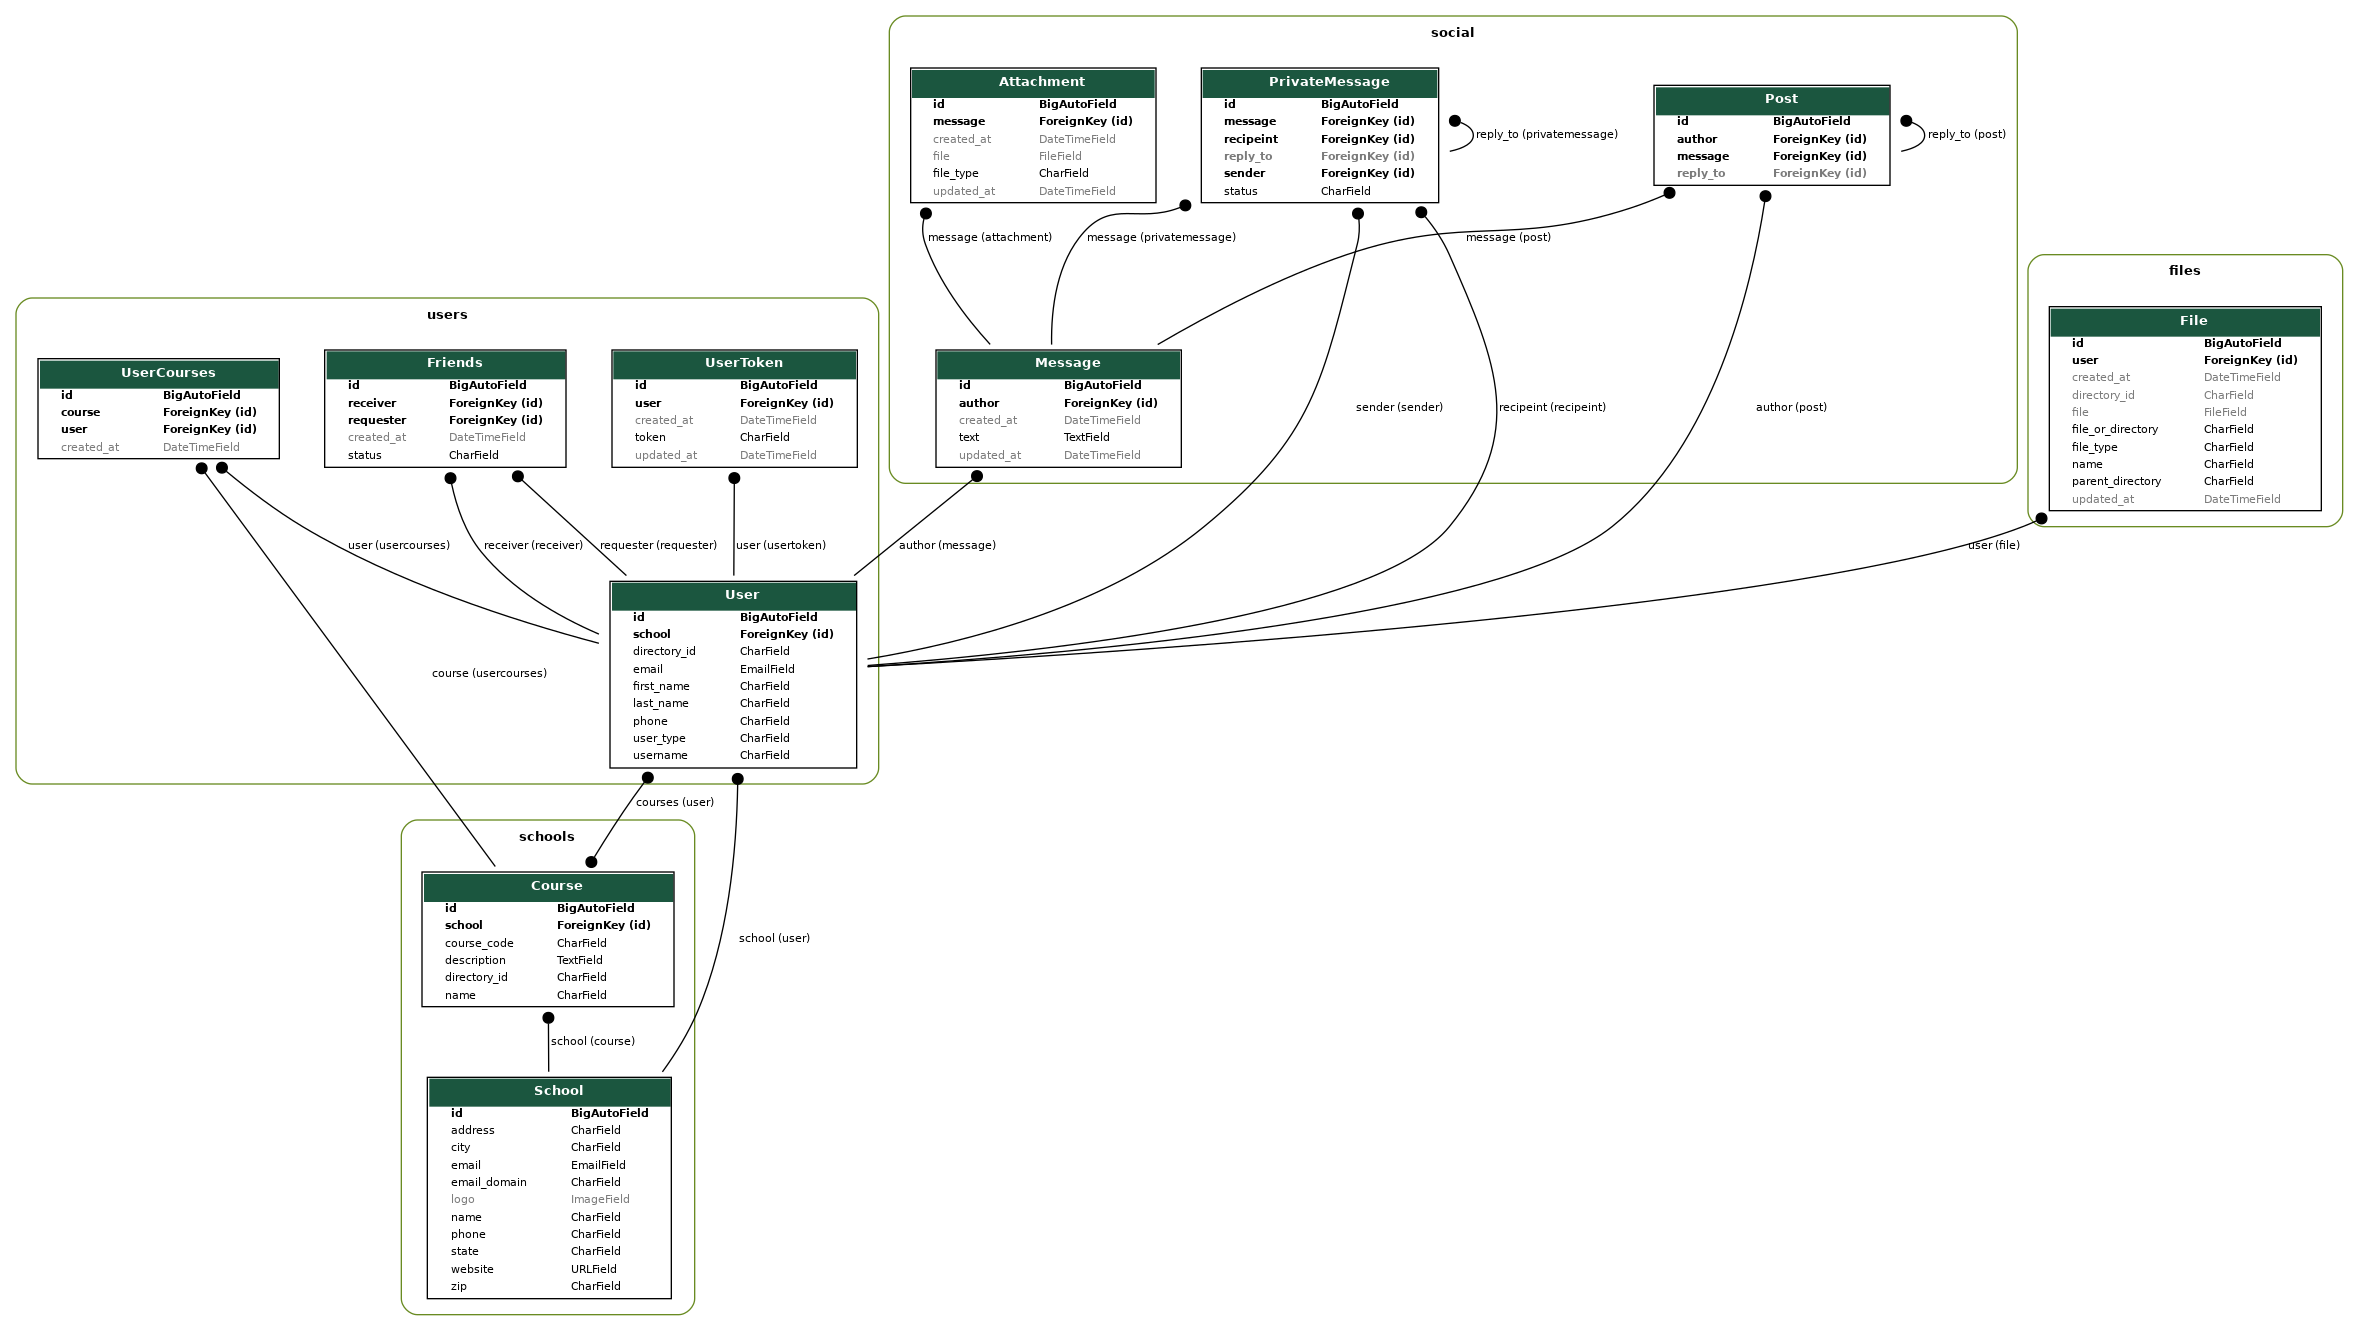 social
Attachment
id BigAutoField
message ForeignKey (id)
created_at DateTimeField
file FileField
file_type CharField
updated_at DateTimeField
PrivateMessage
id BigAutoField
message ForeignKey (id)
recipeint ForeignKey (id)
reply_to ForeignKey (id)
sender ForeignKey (id)
status CharField
reply_to (privatemessage)
Post
id BigAutoField
author ForeignKey (id)
message ForeignKey (id)
reply_to ForeignKey (id)
reply_to (post)
message (attachment)
message (privatemessage)
message (post)
Message
id BigAutoField
author ForeignKey (id)
created_at DateTimeField
text TextField
updated_at DateTimeField
sender (sender)
recipeint (recipeint)
author (post)
files
File
id BigAutoField
user ForeignKey (id)
created_at DateTimeField
directory_id CharField
file FileField
file_or_directory CharField
file_type CharField
name CharField
parent_directory CharField
updated_at DateTimeField
user (file)
users
UserCourses
id BigAutoField
course ForeignKey (id)
user ForeignKey (id)
created_at DateTimeField
Friends
id BigAutoField
receiver ForeignKey (id)
requester ForeignKey (id)
created_at DateTimeField
status CharField
UserToken
id BigAutoField
user ForeignKey (id)
created_at DateTimeField
token CharField
updated_at DateTimeField
user (usercourses)
receiver (receiver)
requester (requester)
user (usertoken)
author (message)
User
id BigAutoField
school ForeignKey (id)
directory_id CharField
email EmailField
first_name CharField
last_name CharField
phone CharField
user_type CharField
username CharField
course (usercourses)
courses (user)
schools
Course
id BigAutoField
school ForeignKey (id)
course_code CharField
description TextField
directory_id CharField
name CharField
school (user)
school (course)
School
id BigAutoField
address CharField
city CharField
email EmailField
email_domain CharField
logo ImageField
name CharField
phone CharField
state CharField
website URLField
zip CharField